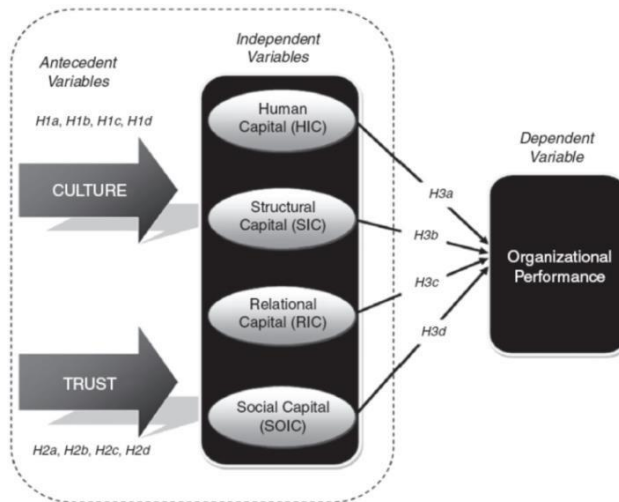 Antecedent
Variables
H1a, H1b, H1c, H1d
CULTURE
TRUST
H2a, H2b, H2c, H2d
Independent
Variables
Human
Capital (HIC)
Structural
Capital (SIC)
Relational
Capital (RIC)
Social Capital
(SOIC)
H3a
H3b
H3c
H3d
Dependent
Variable
Organizational
Performance